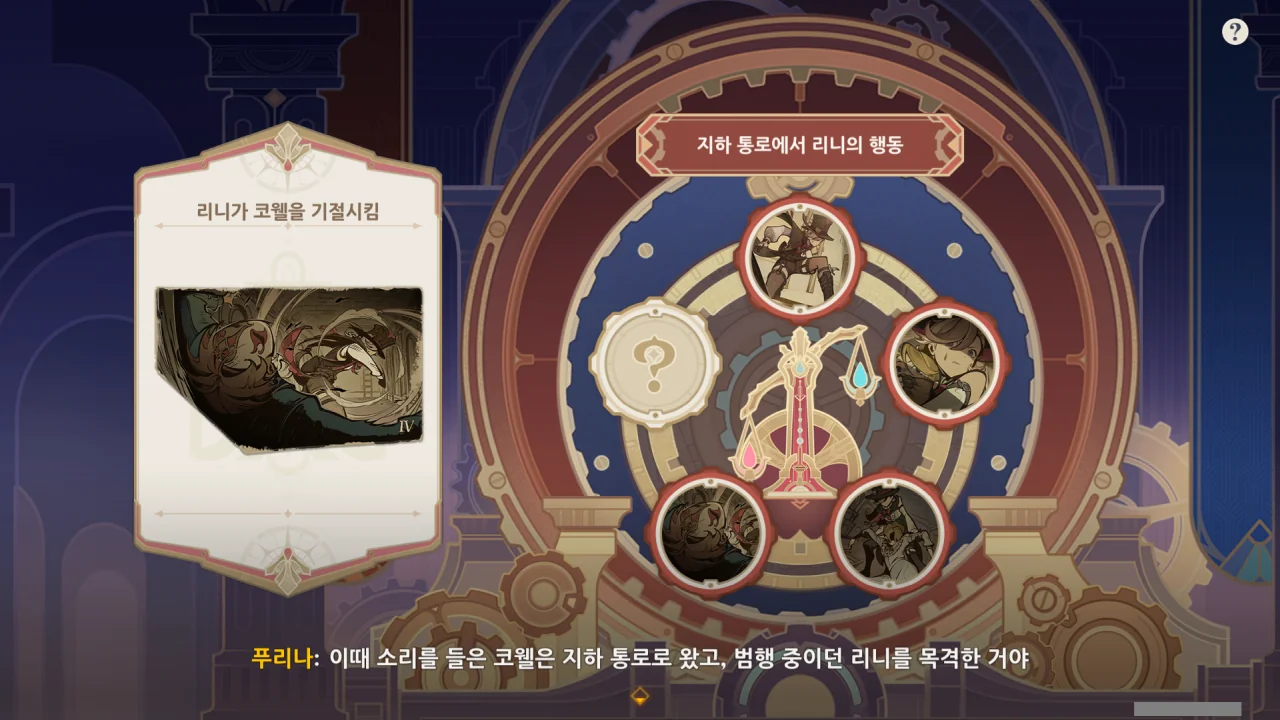 지하 통로에서 리니의 행동
리니가 코웰을 기절시킴
IV
푸리나: 이때 소리를 들은 코웰은 지하 통로로 왔고, 범행 중이던 리니를 목격한 거야